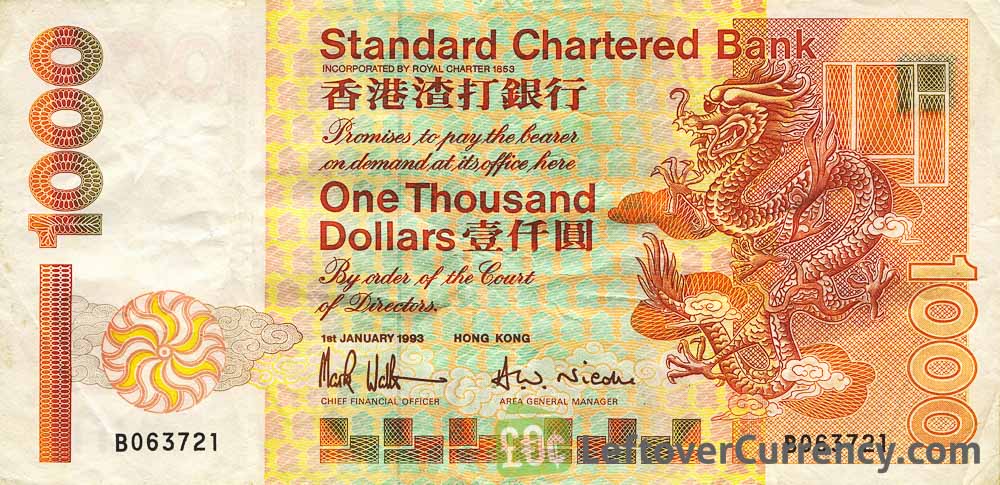 1000
Standard Chartered Bank
INCORPORATED BY ROYAL CHARTER 1853
香港渣打銀行
Promises to pay the bearer
on demand at its office here
One Thousand
Dollars 壹仟圓
By order of the Court
of Directors.
1st JANUARY 1993 HONG KONG
Mark
CHIEF FINANCIAL OFFICER AREA GENERAL MANAGER
B063721
B063721
1000
£0¢ LeftoverCurrency.com